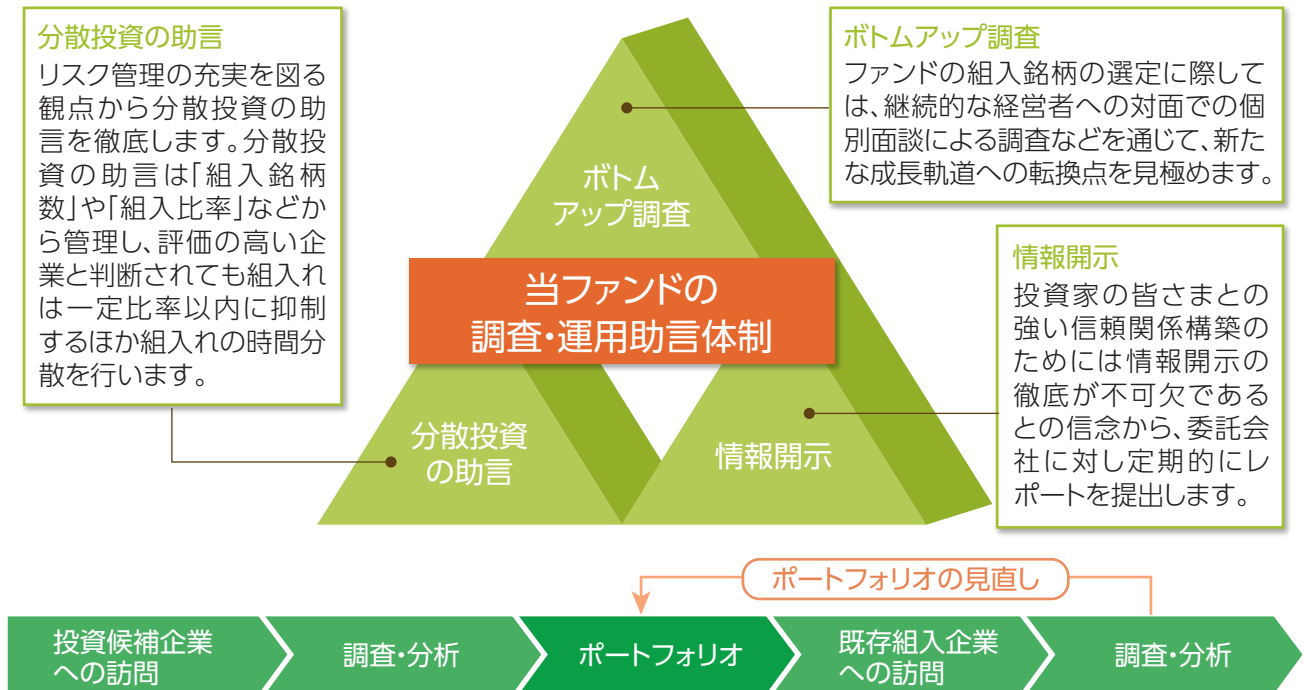 分散投資の助言
リスク管理の充実を図る
観点から分散投資の助
言を徹底します。分散投
資の助言は「組入銘柄
数」や「組入比率」などか
ら管理し、評価の高い企
業と判断されても組入れ
は一定比率以内に抑制
するほか組入れの時間分
散を行います。
ボトムアップ調査
ファンドの組入銘柄の選定に際して
は、継続的な経営者への対面での個
別面談による調査などを通じて、新た
な成長軌道への転換点を見極めます。
ボトム
アップ調査
当ファンドの
調査・運用助言体制
情報開示
投資家の皆さまとの
強い信頼関係構築の
ためには情報開示の
徹底が不可欠である
との信念から、委託会
社に対し定期的にレ
ポートを提出します。
分散投資
の助言
情報開示
ポートフォリオの見直し
投資候補企業
への訪問
調査・分析
ポートフォリオ
既存組入企業
への訪問
調査・分析